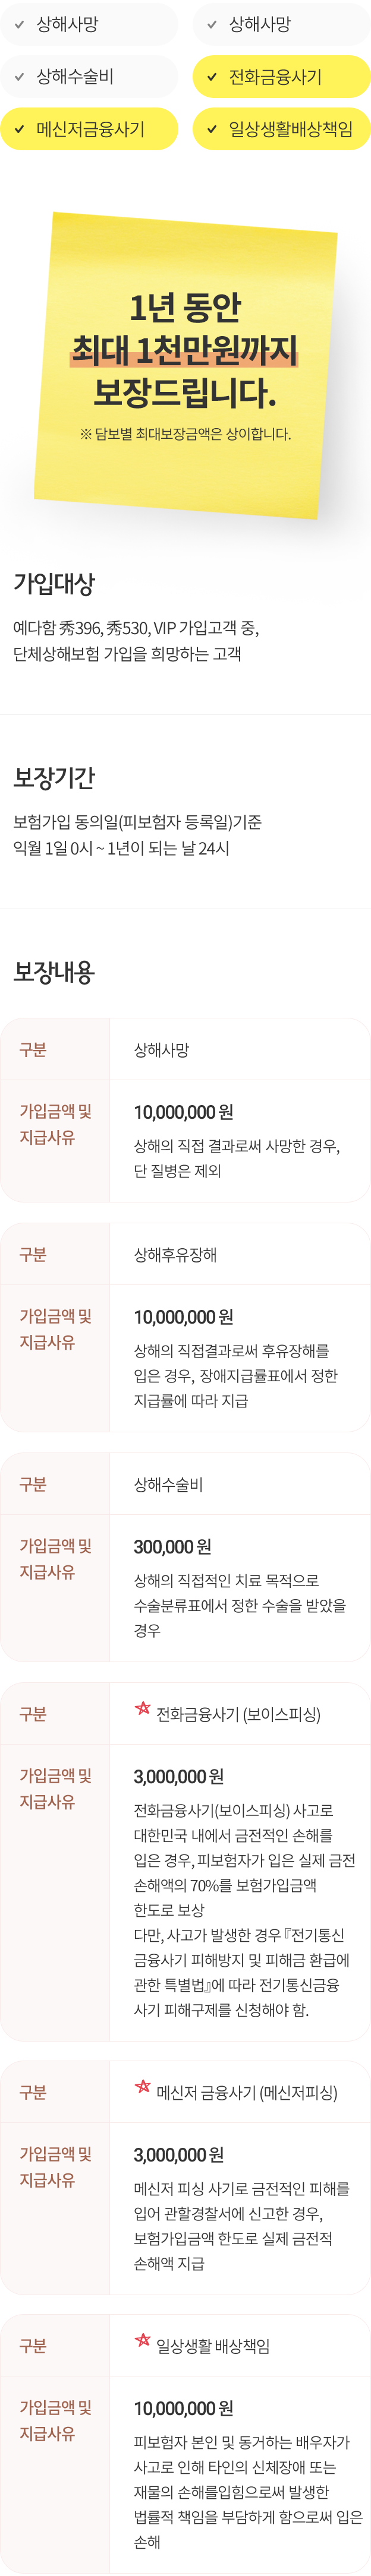 상해사망
상해사망
상해수술비
전화금융사기
메신저금융사기
일상생활배상책임
1년 동안
최대 1천만원까지
보장드립니다.
※ 담보별 최대보장금액은 상이합니다.
가입대상
예다함 秀396, 秀530, VIP 가입고객 중,
단체상해보험 가입을 희망하는 고객
보장기간
보험가입 동의일(피보험자 등록일)기준
익월 1일 0시 ~ 1년이 되는 날 24시
보장내용
구분
상해사망
가입금액 및
지급사유
10,000,000 원
상해의 직접 결과로써 사망한 경우,
단 질병은 제외
구분
상해후유장해
가입금액 및
지급사유
10,000,000 원
상해의 직접결과로써 후유장해를
입은 경우, 장애지급률표에서 정한
지급률에 따라 지급
구분
상해수술비
가입금액 및
지급사유
300,000 원
상해의 직접적인 치료 목적으로
수술분류표에서 정한 수술을 받았을
경우
구분
전화금융사기 (보이스피싱)
가입금액 및
지급사유
3,000,000 원
전화금융사기(보이스피싱) 사고로
대한민국 내에서 금전적인 손해를
입은 경우, 피보험자가 입은 실제 금전
손해액의 70%를 보험가입금액
한도로 보상
다만, 사고가 발생한 경우 『전기통신
금융사기 피해방지 및 피해금 환급에
관한 특별법』에 따라 전기통신금융
사기 피해구제를 신청해야 함.
구분
메신저 금융사기 (메신저피싱)
가입금액 및
지급사유
3,000,000 원
메신저 피싱 사기로 금전적인 피해를
입어 관할경찰서에 신고한 경우,
보험가입금액 한도로 실제 금전적
손해액 지급
구분
일상생활 배상책임
가입금액 및
지급사유
10,000,000 원
피보험자 본인 및 동거하는 배우자가
사고로 인해 타인의 신체장애 또는
재물의 손해를입힘으로써 발생한
법률적 책임을 부담하게 함으로써 입은
손해